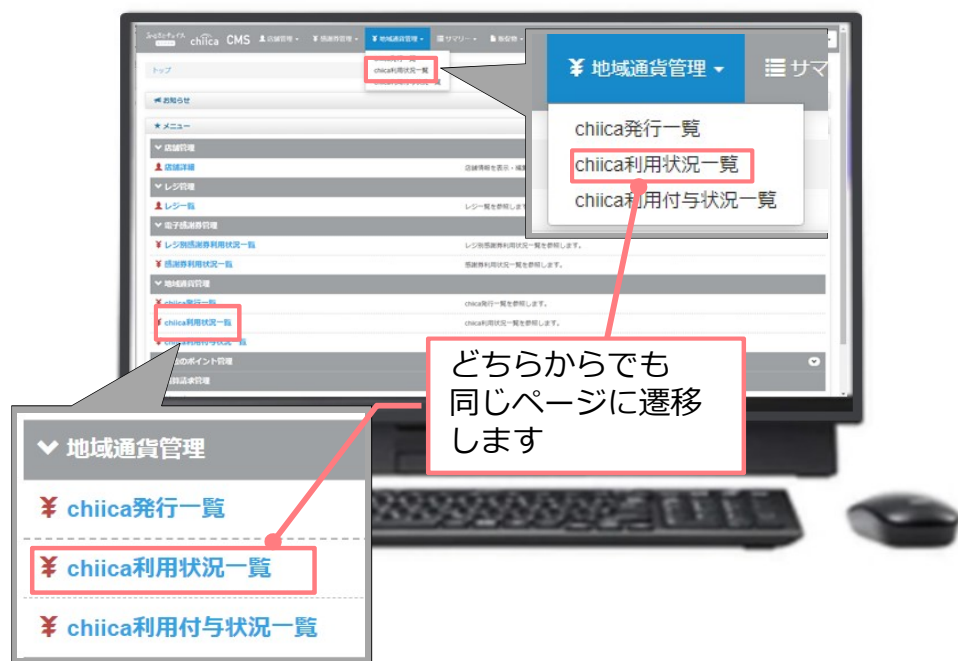 chiica CMS
店舗管理
¥ 感謝券管理
¥ 地域通貨管理
サマリー
chiica利用状況一覧
トップ
お知らせ
★ メニュー
店舗管理
店舗詳細
レジ管理
レジ一覧
レジ一覧を参照します
電子感謝券管理
¥ レジ別感謝券利用状況一覧
レジ別感謝券利用状況一覧を参照します。
¥ 感謝券利用状況一覧
感謝券利用状況一覧を参照します。
地域通貨管理
chiica発行一覧
chiica発行一覧を参照します。
¥ chiica利用状況一覧
chiica利用状況一覧を参照します。
¥ 地域通貨管理
サマ
chiica発行一覧
chiica利用状況一覧
chiica利用付与状況一覧
どちらからでも
同じページに遷移
します
地域通貨管理
¥ chiica発行一覧
¥ chiica利用状況一覧
¥ chiica利用付与状況一覧